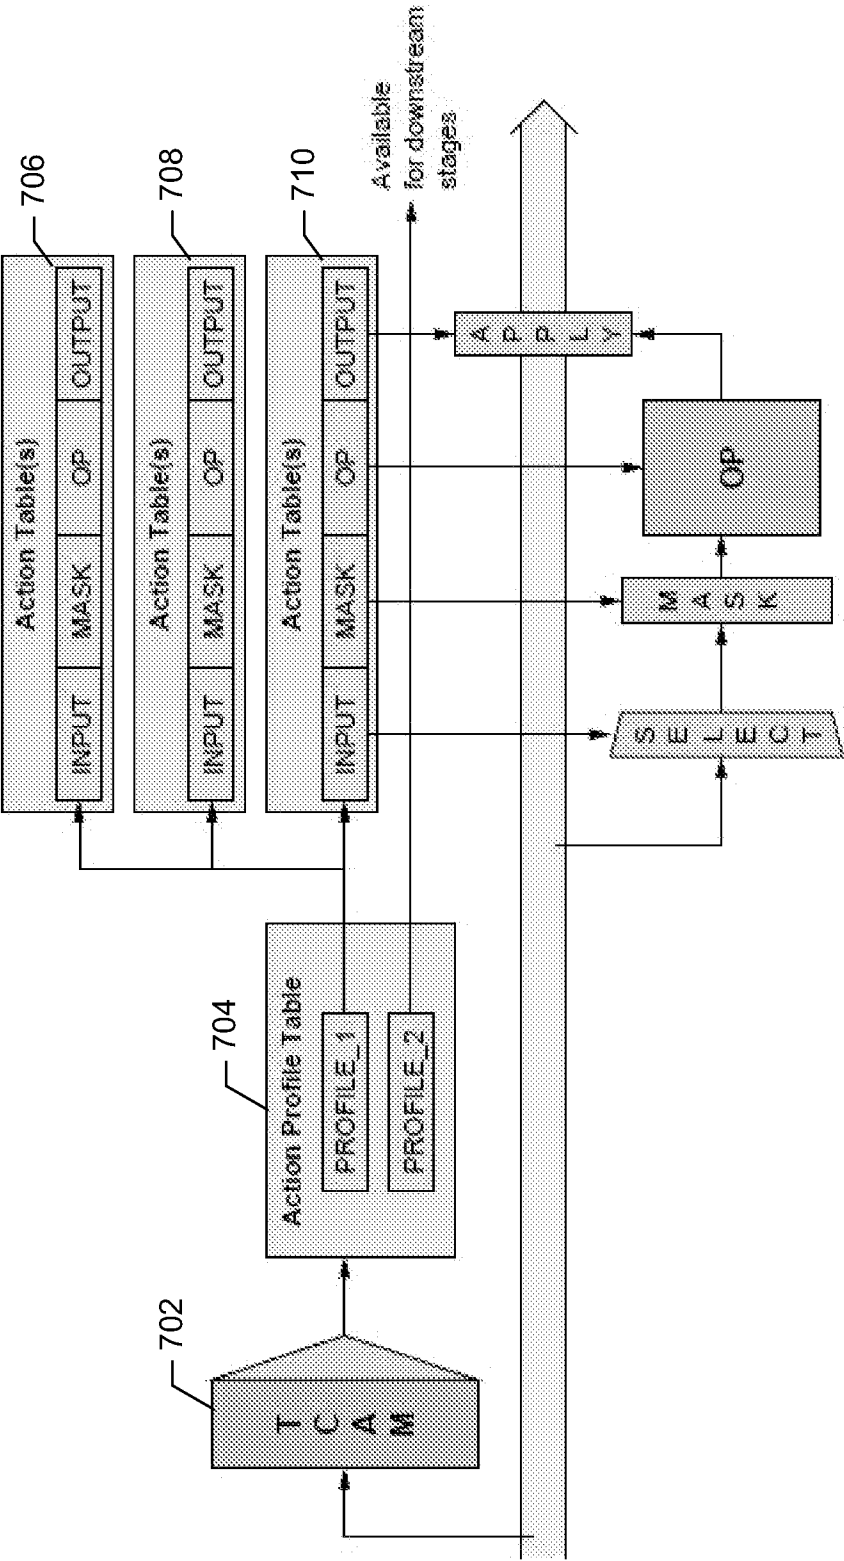 706
Action Table(s)
INPUT MASK OP OUTPUT
708
Action Table(s)
INPUT MASK OP OUTPUT
710
Action Table(s)
INPUT MASK OP OUTPUT
Available
for downstream
stages
704
Action Profile Table
PROFILE_1
PROFILE_2
702
TCAM
APPLY
OP
MASK
SELECT